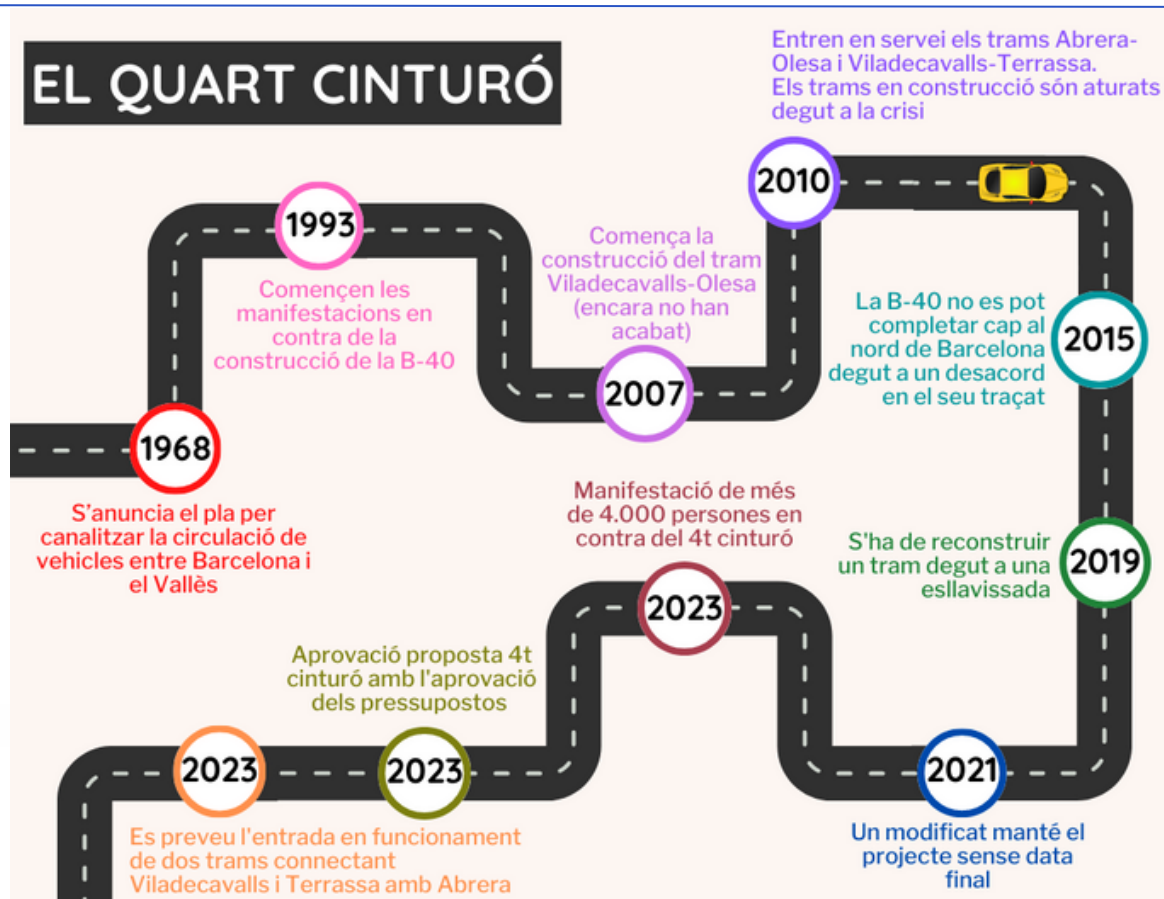 EL QUART CINTURÓ
1968
S'anuncia el pla per
canalitzar la circulació de
vehicles entre Barcelona i
el Vallès
1993
Començen les
manifestacions en
contra de la
construcció de la B-40
Comença la
construcció del tram
Viladecavalls-Olesa
(encara no han
acabat)
2007
Entren en servei els trams Abrera-
Olesa i Viladecavalls-Terrassa.
Els trams en construcció són aturats
degut a la crisi
2010
La B-40 no es pot
completar cap al
nord de Barcelona
degut a un desacord
en el seu traçat
2015
S'ha de reconstruir
un tram degut a una
esllavissada
2019
2021
Un modificat manté el
projecte sense data
final
Manifestació de més
de 4.000 persones en
contra del 4t cinturó
2023
Aprovació proposta 4t
cinturó amb l'aprovació
dels pressupostos
2023
2023
Es preveu l'entrada en funcionament
de dos trams connectant
Viladecavalls i Terrassa amb Abrera